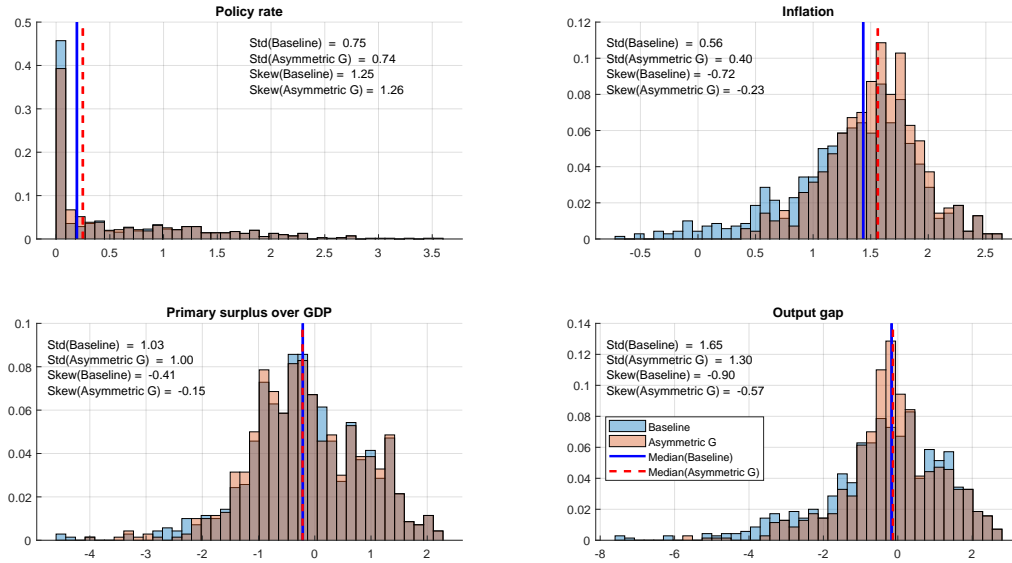 Policy rate
Std(Baseline) = 0.75
Std(Asymmetric G) = 0.74
Skew(Baseline) = 1.25
Skew(Asymmetric G) = 1.26
0.5
0.4
0.3
0.2
0.1
0
0 0.5 1 1.5 2 2.5 3 3.5
Inflation
Std(Baseline) = 0.56
Std(Asymmetric G) = 0.40
Skew(Baseline) = -0.72
Skew(Asymmetric G) = -0.23
0.12
0.1
0.08
0.06
0.04
0.02
0
-0.5 0 0.5 1 1.5 2 2.5
Primary surplus over GDP
Std(Baseline) = 1.03
Std(Asymmetric G) = 1.00
Skew(Baseline) = -0.41
Skew(Asymmetric G) = -0.15
0.1
0.08
0.06
0.04
0.02
0
-4 -3 -2 -1 0 1 2
Output gap
Std(Baseline) = 1.65
Std(Asymmetric G) = 1.30
Skew(Baseline) = -0.90
Skew(Asymmetric G) = -0.57
Baseline
Asymmetric G
Median(Baseline)
Median(Asymmetric G)
0.14
0.12
0.1
0.08
0.06
0.04
0.02
0
-8 -6 -4 -2 0 2